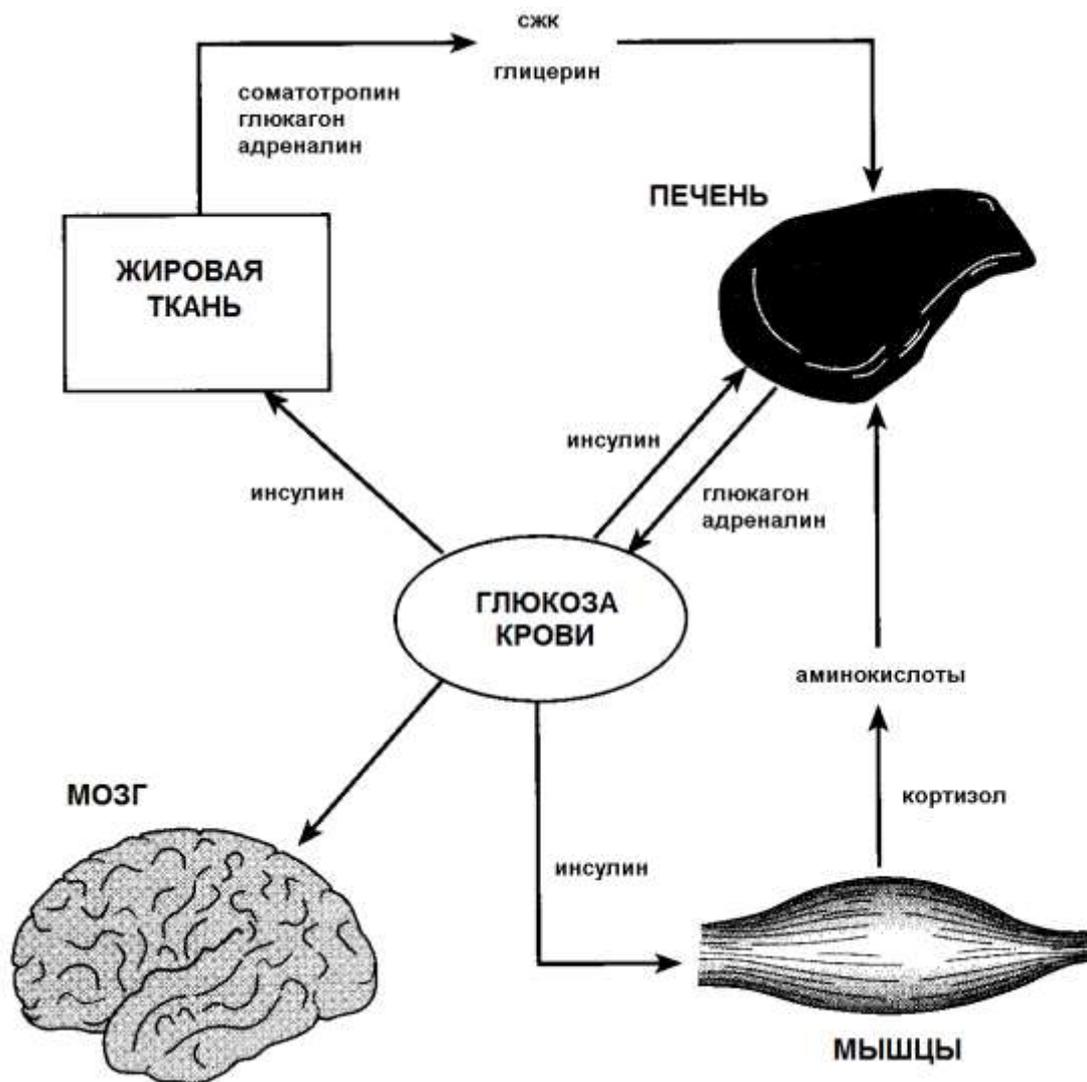 СЖК
глицерин
соматотропин
глюкагон
адреналин
ПЕЧЕНЬ
ЖИРОВАЯ
ТКАНЬ
инсулин
глюкагон
адреналин
инсулин
ГЛЮКОЗА
КРОВИ
аминокислоты
МОЗГ
кортизол
инсулин
МЫШЦЫ